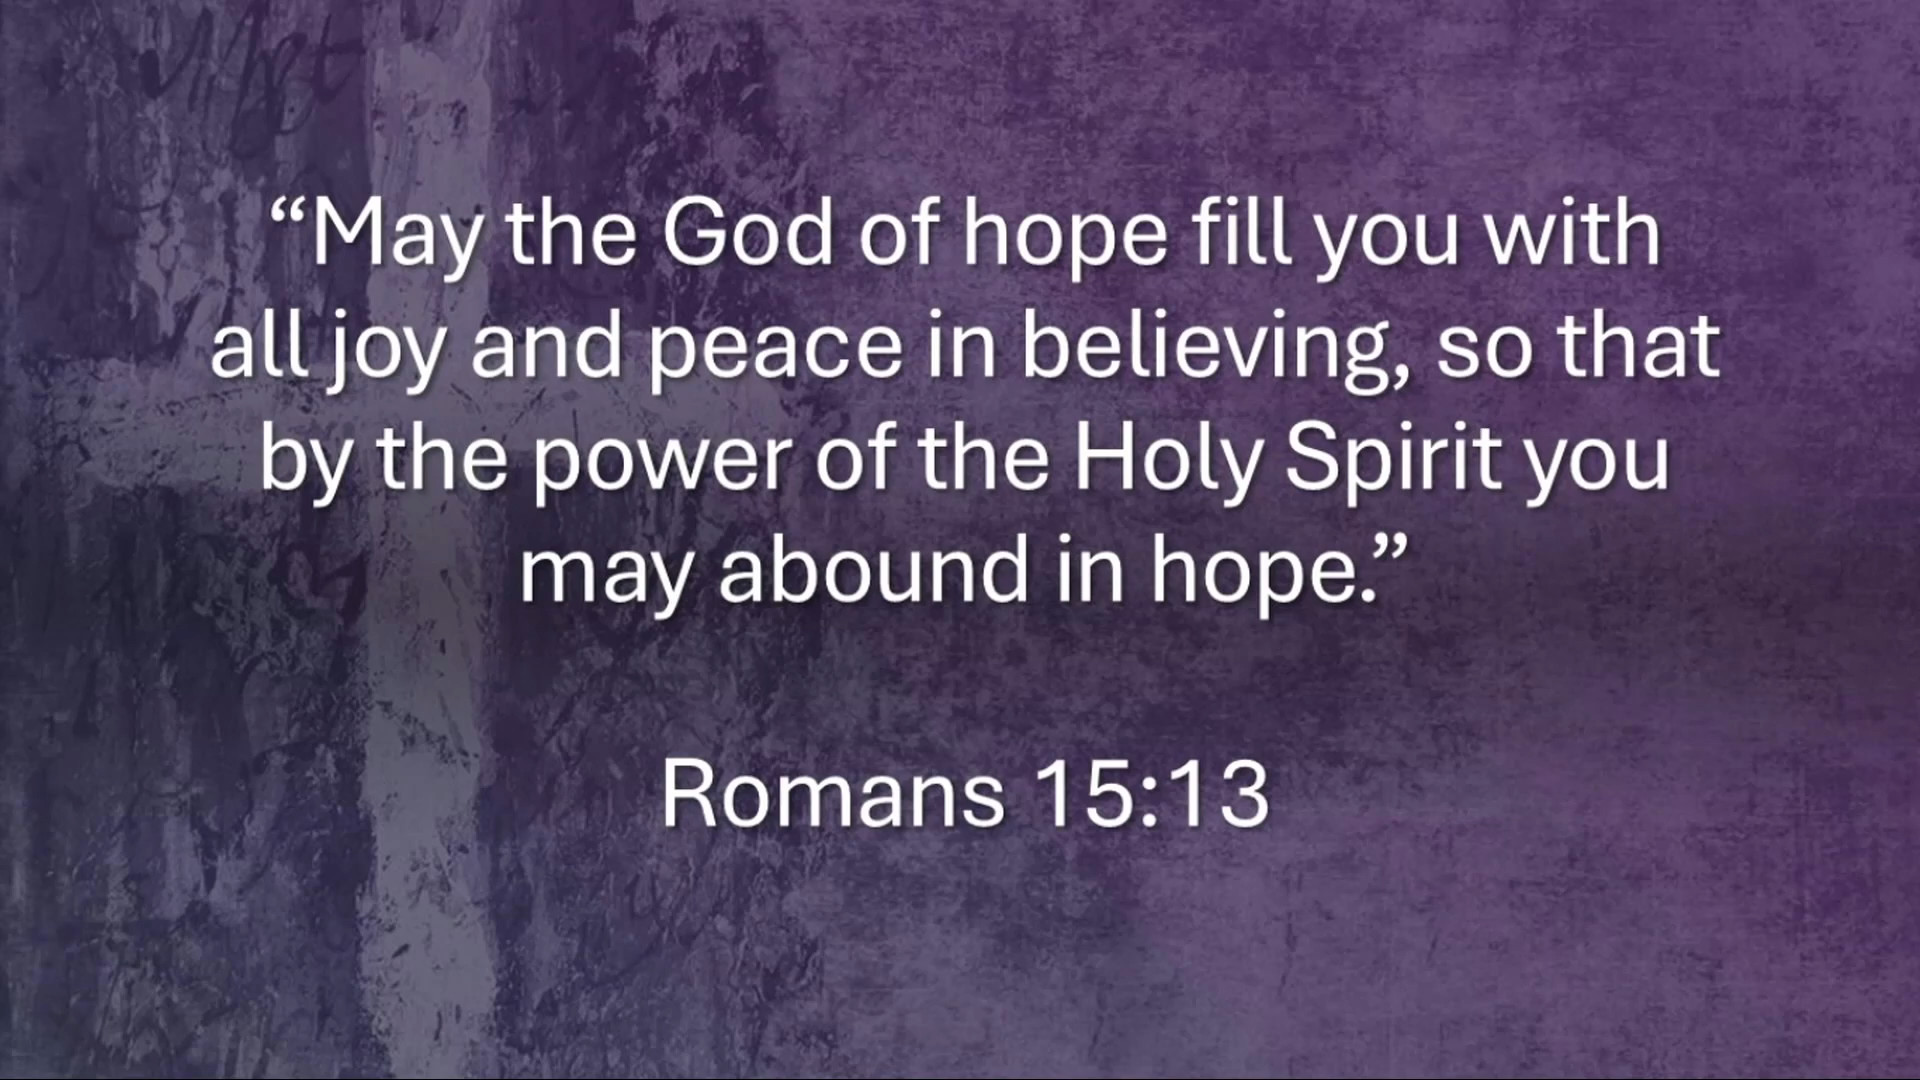 “May the God of hope fill you with
all joy and peace in believing, so that
by the power of the Holy Spirit you
may abound in hope.”
Romans 15:13